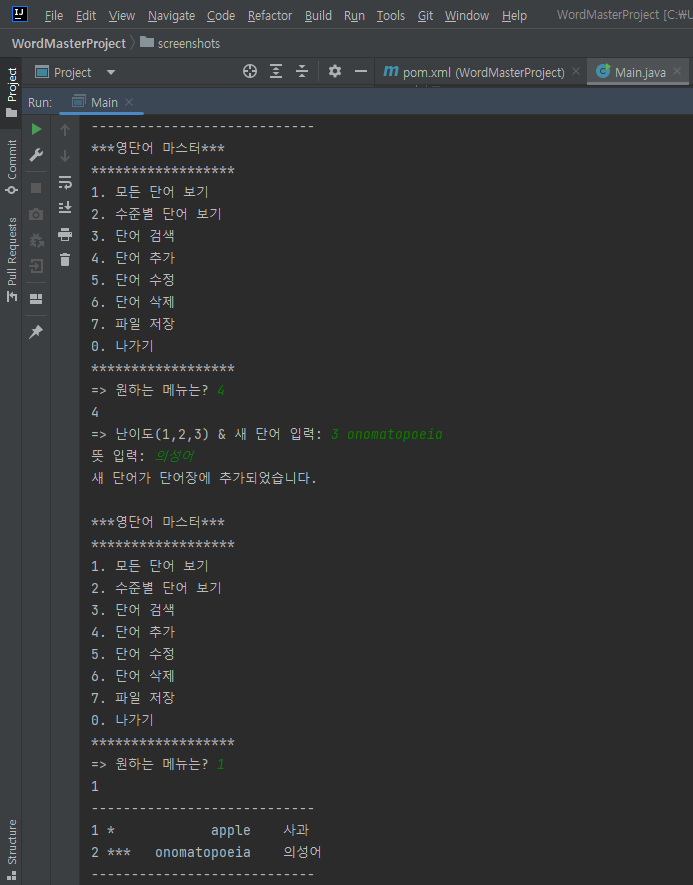 IJ File Edit View Navigate Code Refactor Build Run Tools Git Window Help WordMasterProject [C:₩U
WordMasterProject screenshots
Project pom.xml (WordMasterProject) Main.java
Run: Main
Project
Commit
Pull Requests
Structure
----------------------------
***영단어 마스터***
******************
1. 모든 단어 보기
2. 수준별 단어 보기
3. 단어 검색
4. 단어 추가
5. 단어 수정
6. 단어 삭제
7. 파일 저장
0. 나가기
******************
=> 원하는 메뉴는? 4
4
=> 난이도(1,2,3) & 새 단어 입력: 3 onomatopoeia
뜻 입력: 의성어
새 단어가 단어장에 추가되었습니다.
***영단어 마스터***
******************
1. 모든 단어 보기
2. 수준별 단어 보기
3. 단어 검색
4. 단어 추가
5. 단어 수정
6. 단어 삭제
7. 파일 저장
0. 나가기
******************
=> 원하는 메뉴는? 1
1
----------------------------
1 * apple 사과
2 *** onomatopoeia 의성어
----------------------------